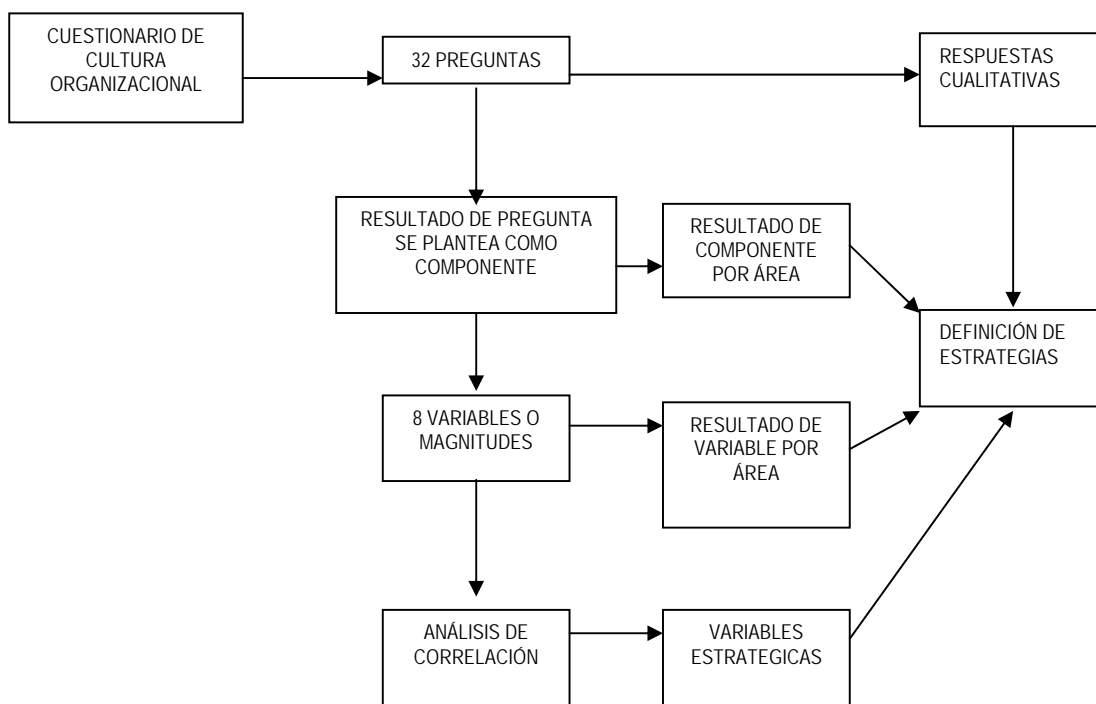 CUESTIONARIO DE
CULTURA
ORGANIZACIONAL
32 PREGUNTAS
RESPUESTAS
CUALITATIVAS
RESULTADO DE PREGUNTA
SE PLANTEA COMO
COMPONENTE
RESULTADO DE
COMPONENTE
POR ÁREA
DEFINICIÓN DE
ESTRATEGIAS
8 VARIABLES O
MAGNITUDES
RESULTADO DE
VARIABLE POR
ÁREA
ANÁLISIS DE
CORRELACIÓN
VARIABLES
ESTRATEGICAS